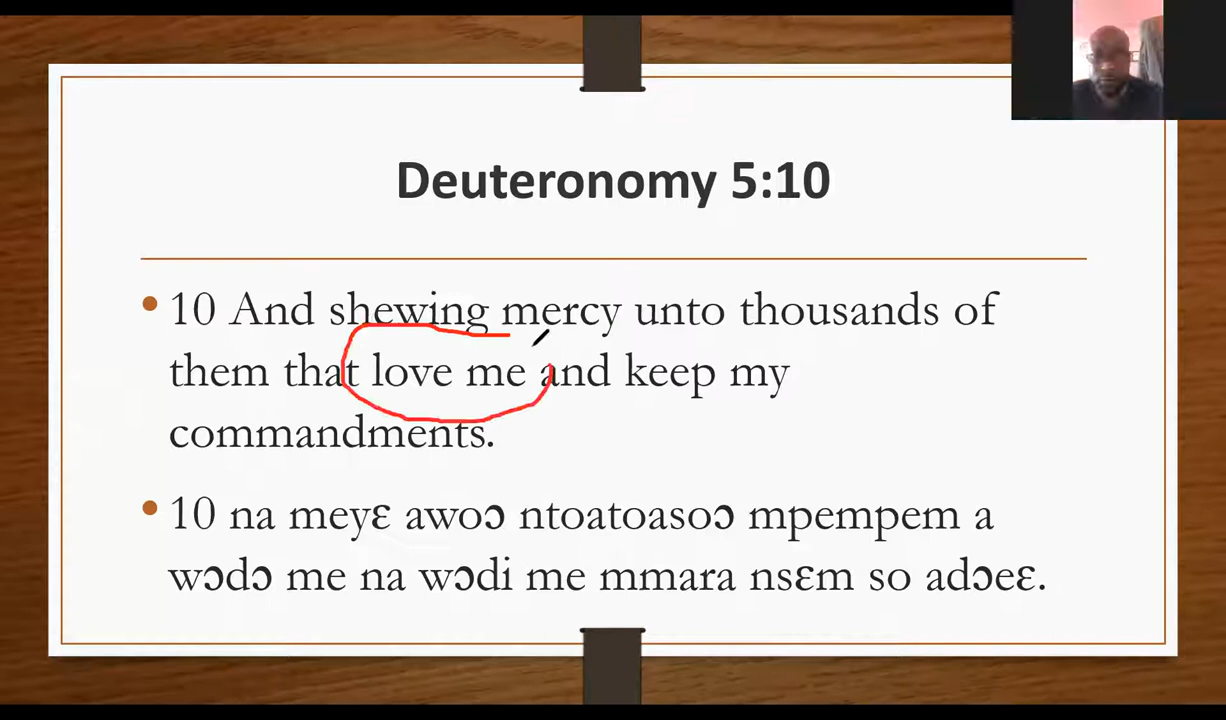 Deuteronomy 5:10
• 10 And shewing mercy unto thousands of
them that love me and keep my
commandments.
• 10 na meyɛ awoɔ ntoatoasoɔ mpempem a
wɔdɔ me na wɔdi me mmara nsɛm so adɔeɛ.